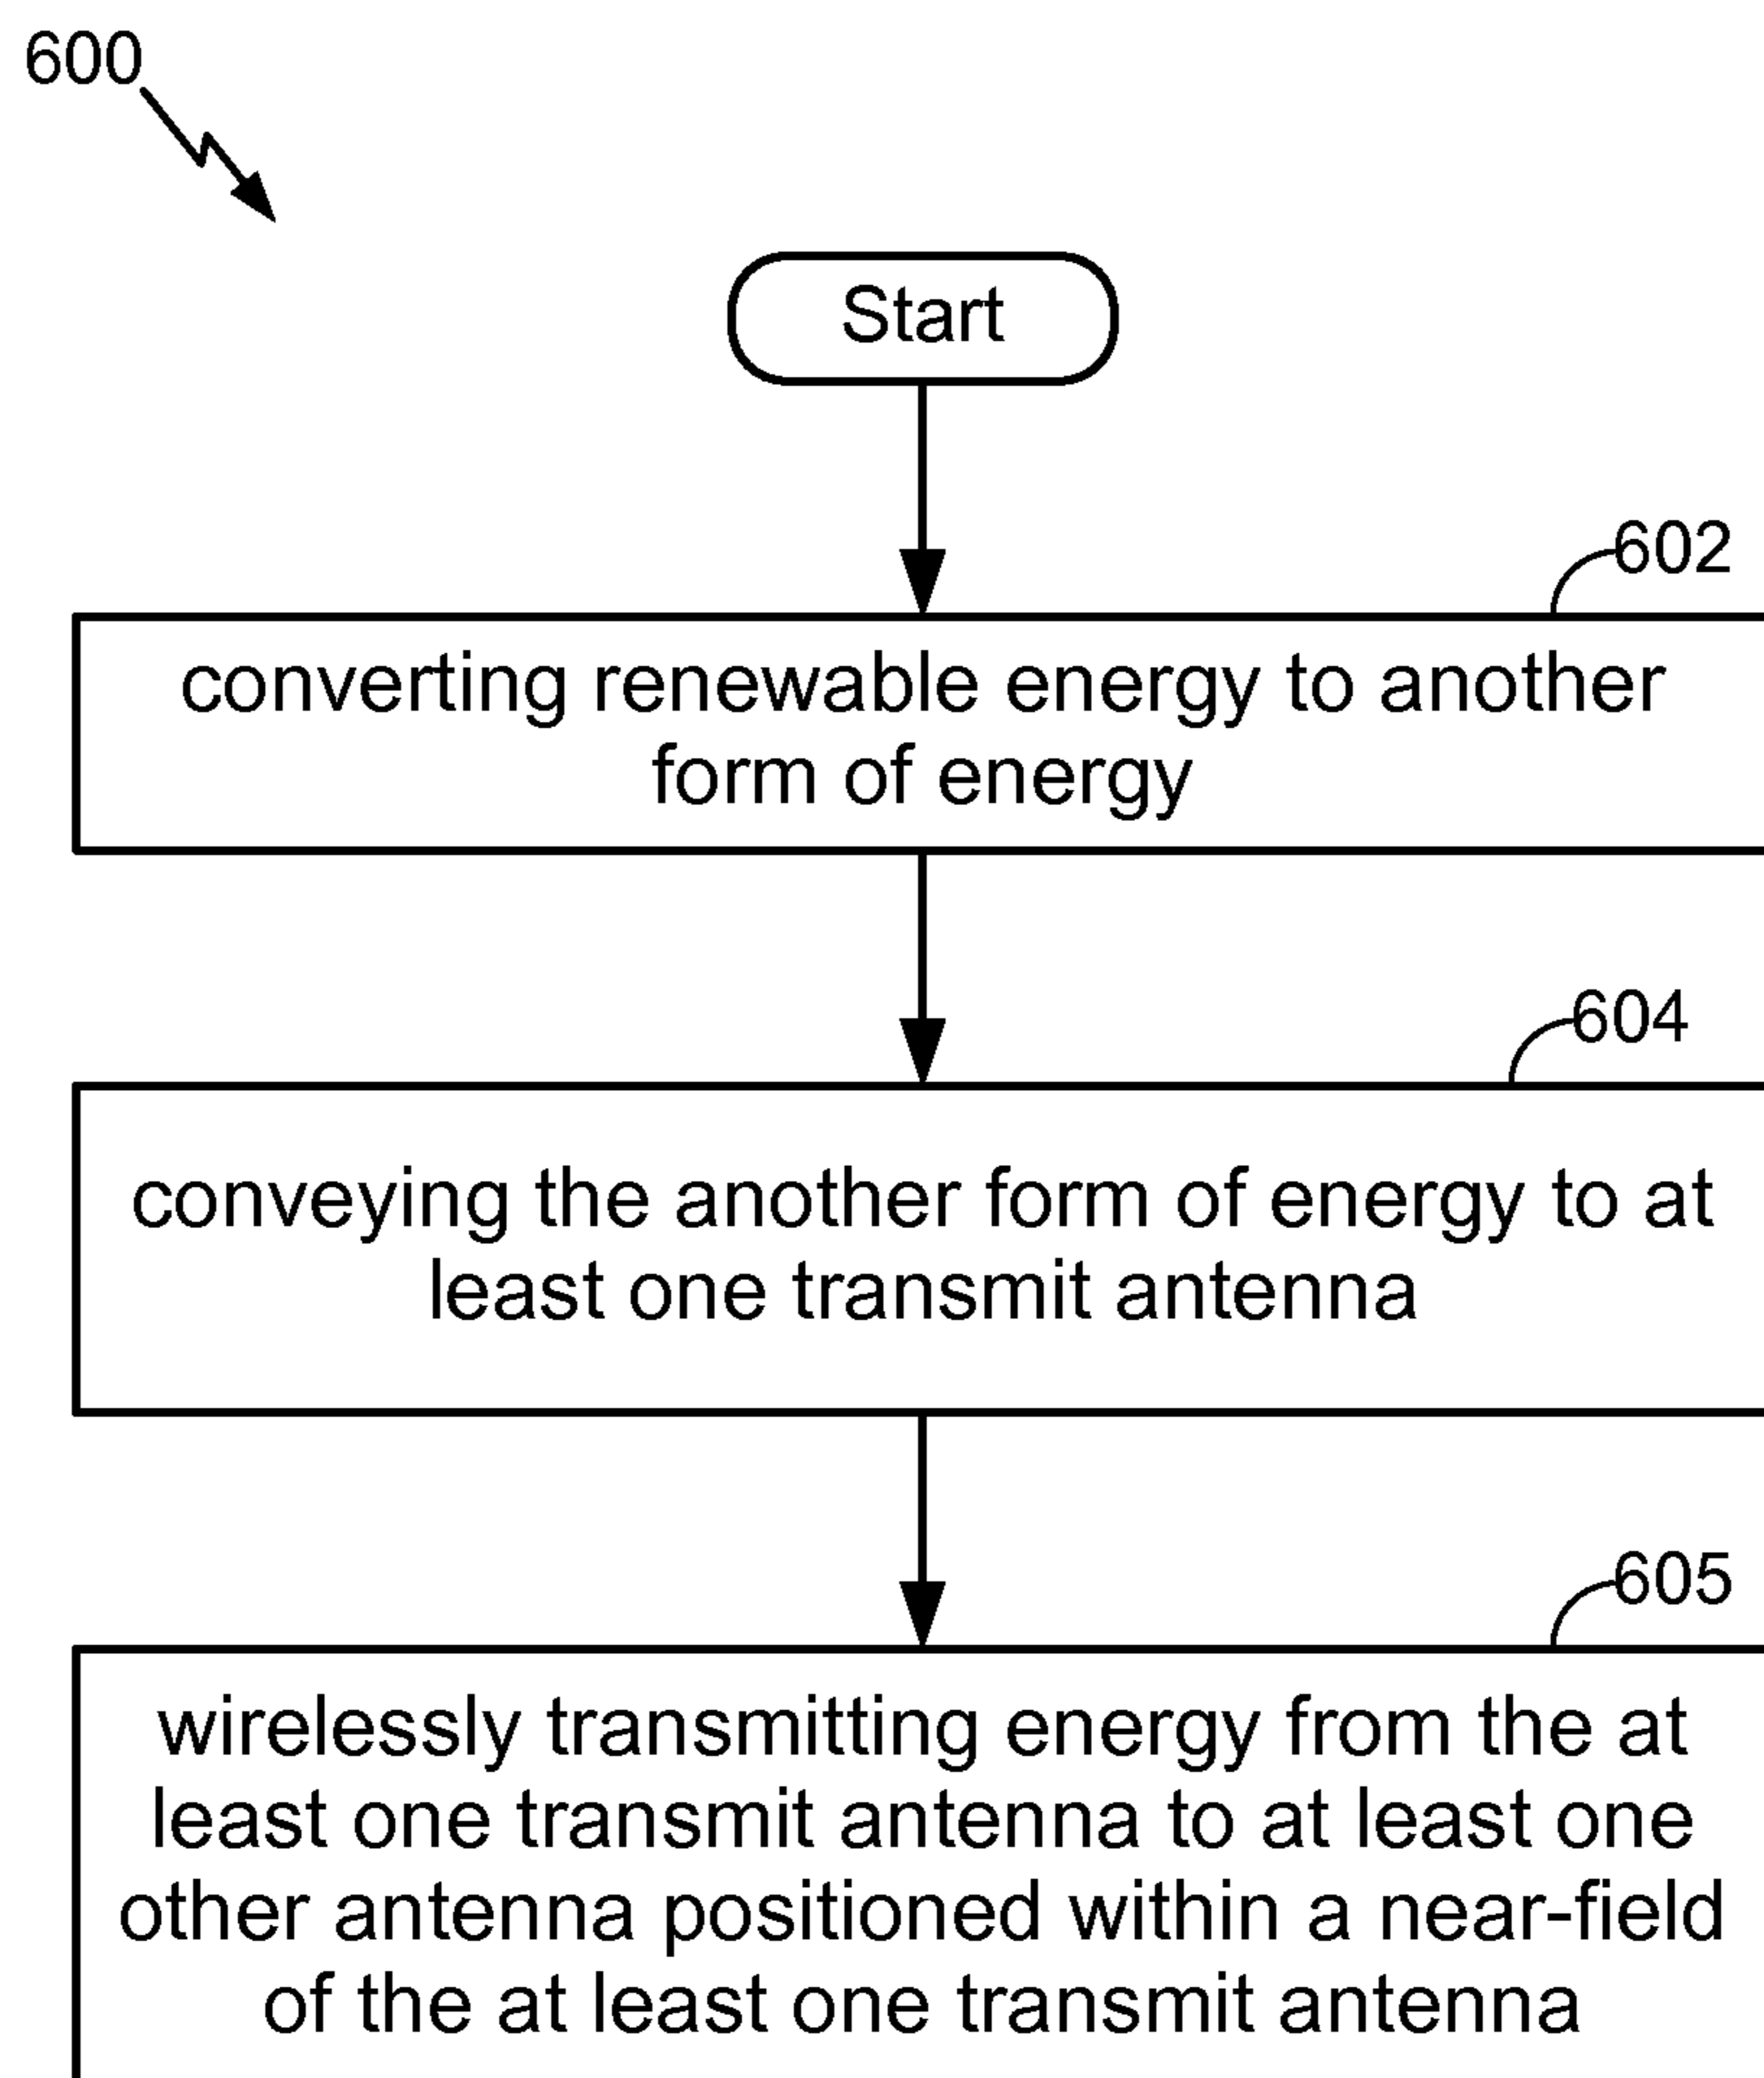 600
Start
602
converting renewable energy to another
form of energy
604
conveying the another form of energy to at
least one transmit antenna
605
wirelessly transmitting energy from the at
least one transmit antenna to at least one
other antenna positioned within a near-field
of the at least one transmit antenna